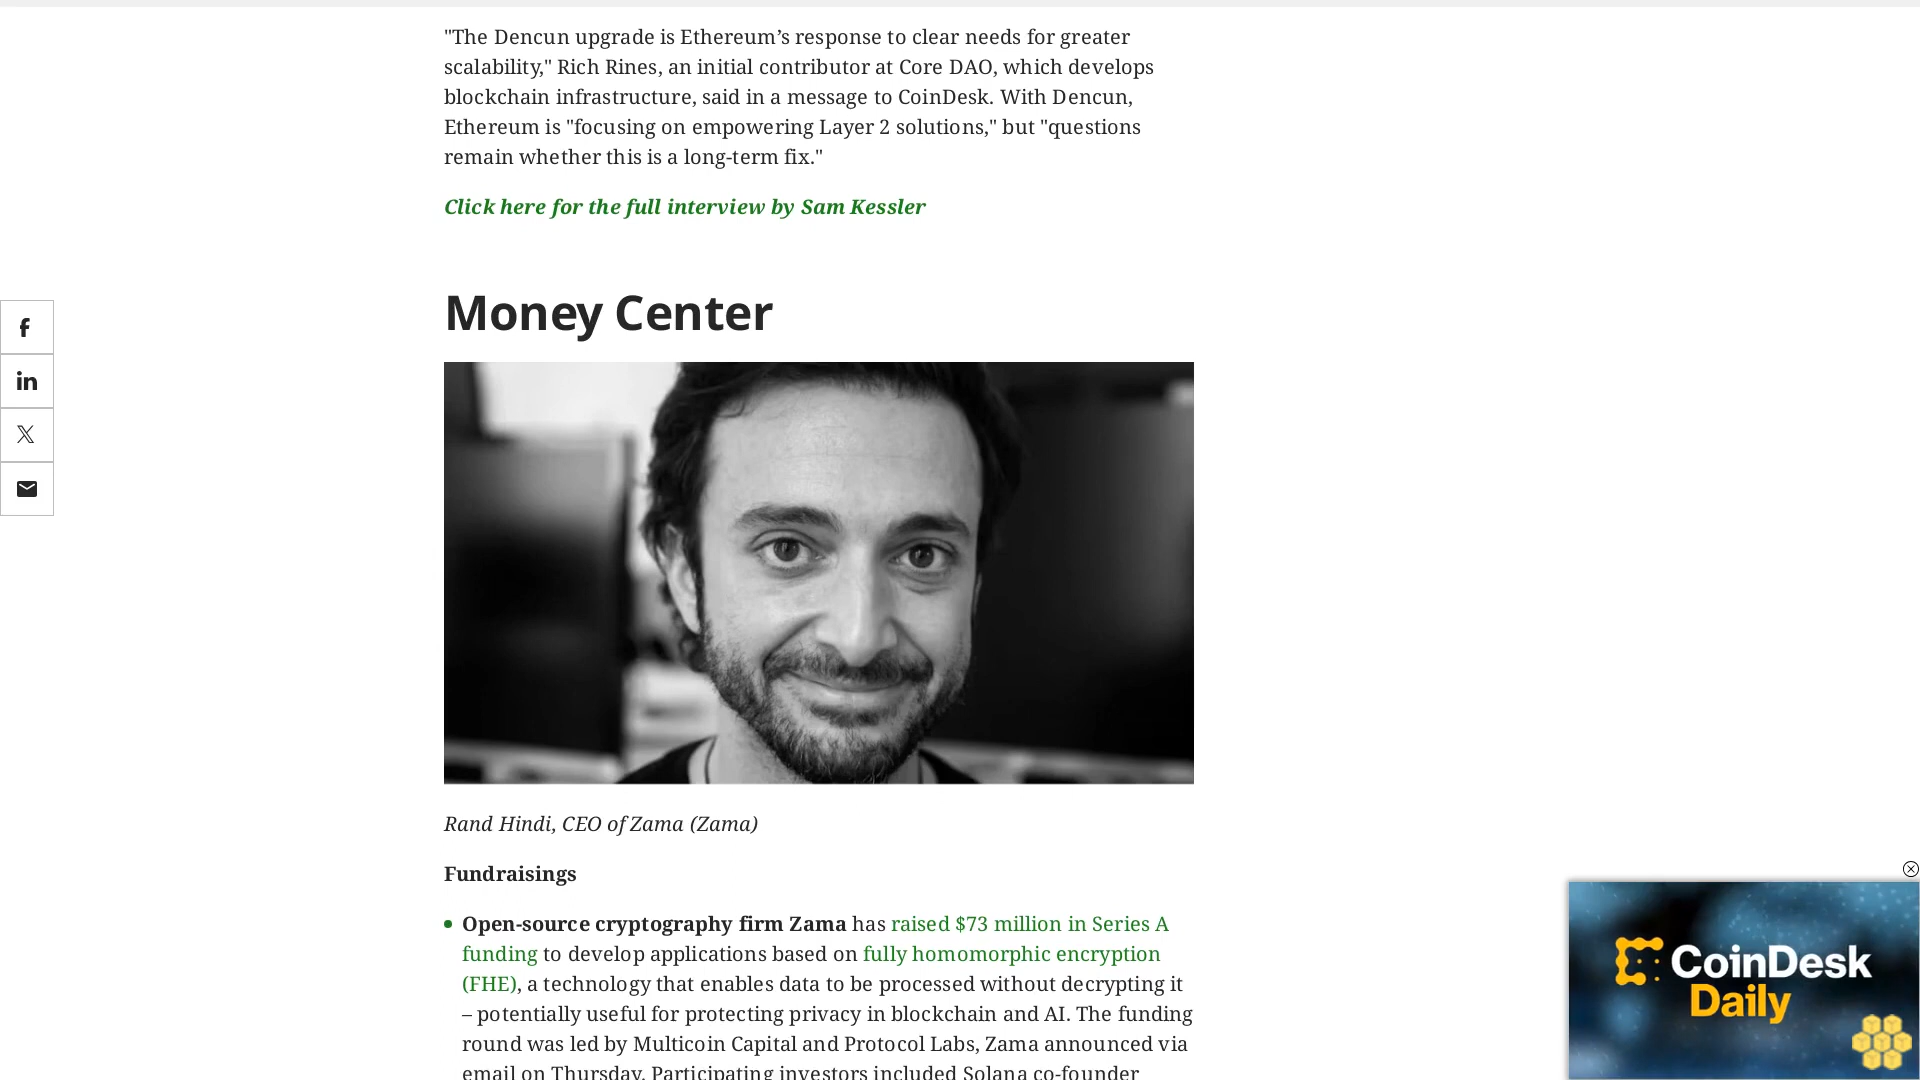 "The Dencun upgrade is Ethereum’s response to clear needs for greater
scalability," Rich Rines, an initial contributor at Core DAO, which develops
blockchain infrastructure, said in a message to CoinDesk. With Dencun,
Ethereum is "focusing on empowering Layer 2 solutions," but "questions
remain whether this is a long-term fix."
Click here for the full interview by Sam Kessler
Money Center
Rand Hindi, CEO of Zama (Zama)
Fundraisings
Open-source cryptography firm Zama has raised $73 million in Series A
funding to develop applications based on fully homomorphic encryption
(FHE), a technology that enables data to be processed without decrypting it
– potentially useful for protecting privacy in blockchain and AI. The funding
round was led by Multicoin Capital and Protocol Labs, Zama announced via
email on Thursday. Participating investors included Solana co-founder
CoinDesk
Daily